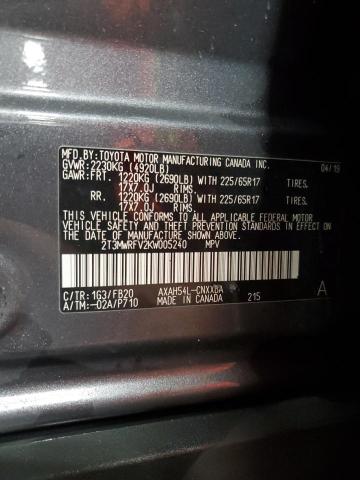 MFD.BY:TOYOTA MOTOR MANUFACTURING CANADA INC. 04/19
GVWR:2230KG (4920LB)
GAWR:FRT. 1220KG (2690LB) WITH 225/65R17 TIRES.
17X7.0J RIMS.
RR. 1220KG (2690LB) WITH 225/65R17 TIRES.
17X7.0J RIMS.
THIS VEHICLE CONFORMS TO ALL APPLICABLE FEDERAL
MOTOR VEHICLE SAFETY STANDARDS IN EFFECT ON THE
DATE OF MANUFACTURE SHOWN ABOVE.
2T3MWRFV2KW005240 MPV
C/TR:1G3/FB20 AXAH54L-CNXXBA A
A/TM:-02A/P710 MADE IN CANADA 215